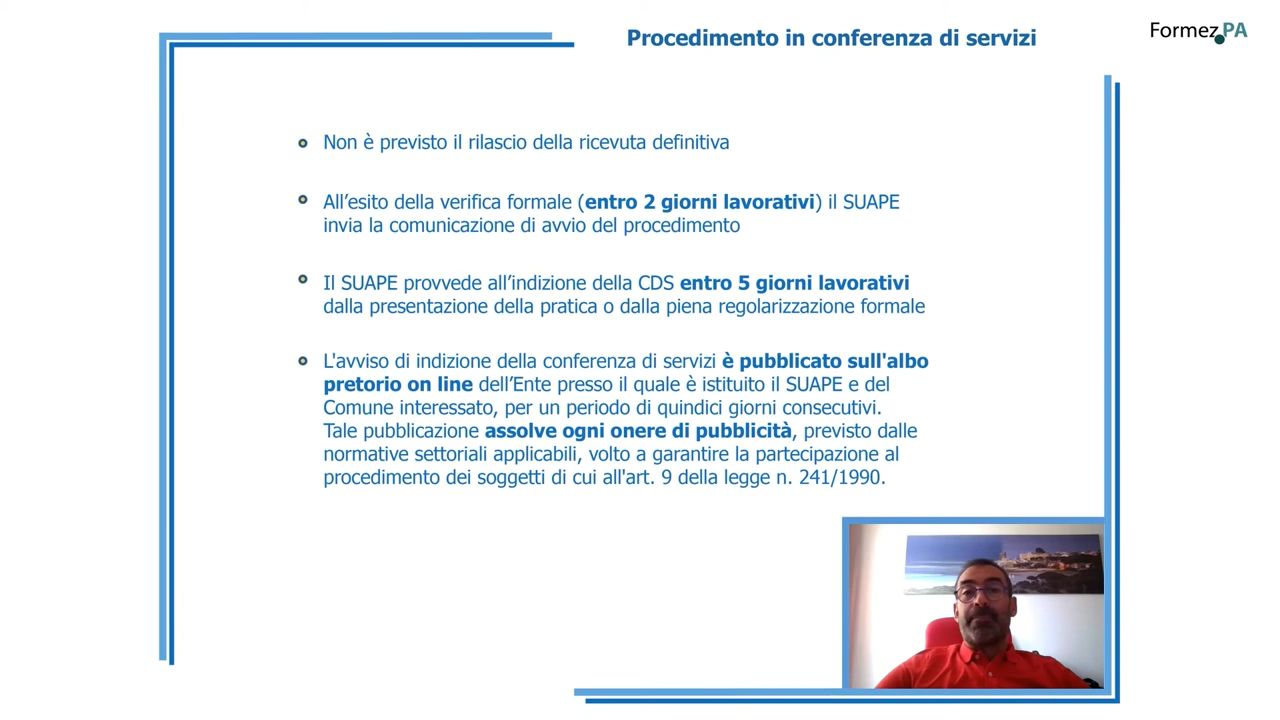 Procedimento in conferenza di servizi
Formez.PA
Non è previsto il rilascio della ricevuta definitiva
All’esito della verifica formale (entro 2 giorni lavorativi) il SUAPE
invia la comunicazione di avvio del procedimento
Il SUAPE provvede all’indizione della CDS entro 5 giorni lavorativi
dalla presentazione della pratica o dalla piena regolarizzazione formale
L'avviso di indizione della conferenza di servizi è pubblicato sull'albo
pretorio on line dell’Ente presso il quale è istituito il SUAPE e del
Comune interessato, per un periodo di quindici giorni consecutivi.
Tale pubblicazione assolve ogni onere di pubblicità, previsto dalle
normative settoriali applicabili, volto a garantire la partecipazione al
procedimento dei soggetti di cui all'art. 9 della legge n. 241/1990.